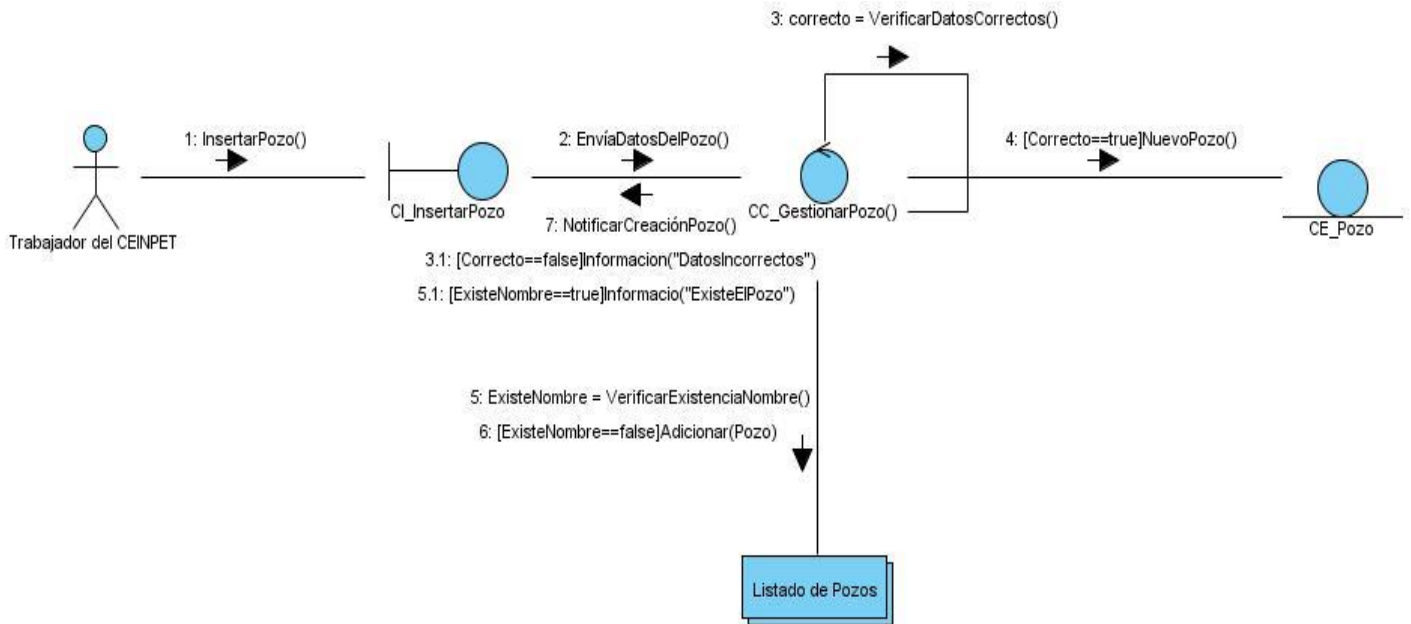 3: correcto = VerificarDatosCorrectos()
1: InsertarPozo()
2: EnvíaDatosDelPozo()
4: [Correcto==true]NuevoPozo()
CI_InsertarPozo
CC_GestionarPozo()
CE_Pozo
Trabajador del CEINPET
7: NotificarCreaciónPozo()
3.1: [Correcto==false]Informacion("DatosIncorrectos")
5.1: [ExisteNombre==true]Informacio("ExisteElPozo")
5: ExisteNombre = VerificarExistenciaNombre()
6: [ExisteNombre==false]Adicionar(Pozo)
Listado de Pozos